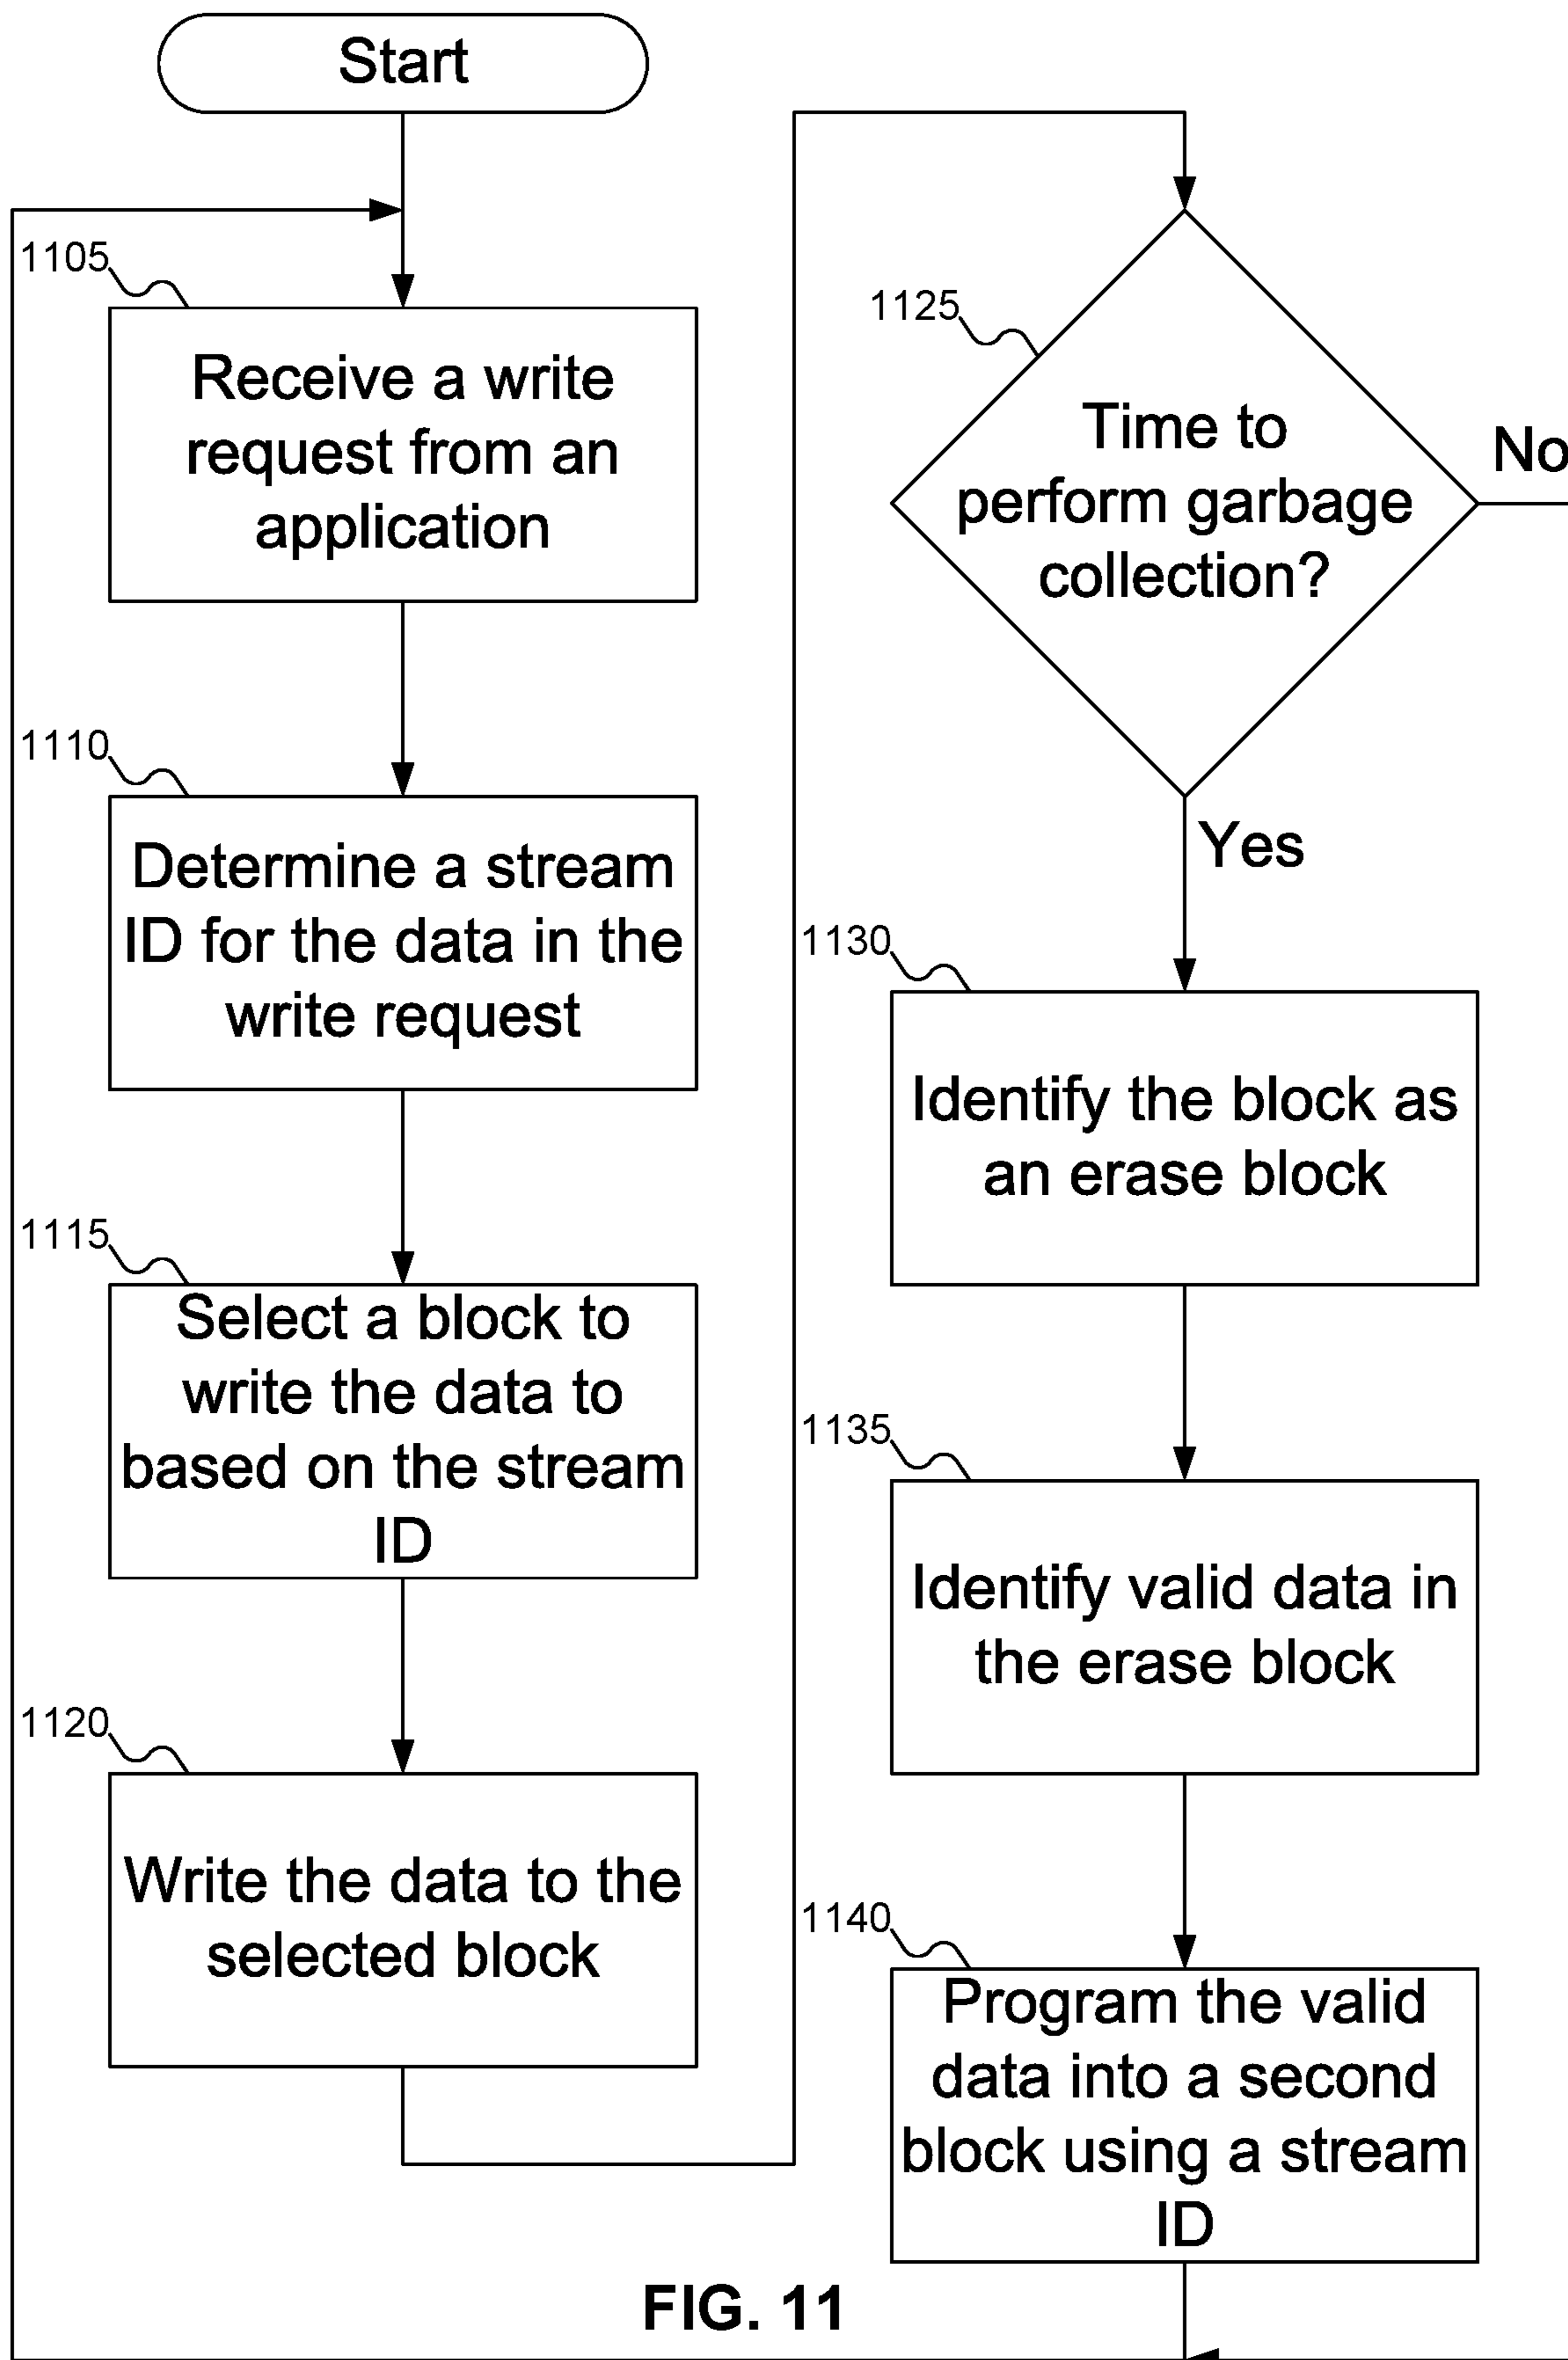 Start
1105
Receive a write
request from an
application
1110
Determine a stream
ID for the data in the
write request
1115
Select a block to
write the data to
based on the stream
ID
1120
Write the data to the
selected block
1125
Time to
perform garbage
collection?
No
Yes
1130
Identify the block as
an erase block
1135
Identify valid data in
the erase block
1140
Program the valid
data into a second
block using a stream
ID
FIG. 11